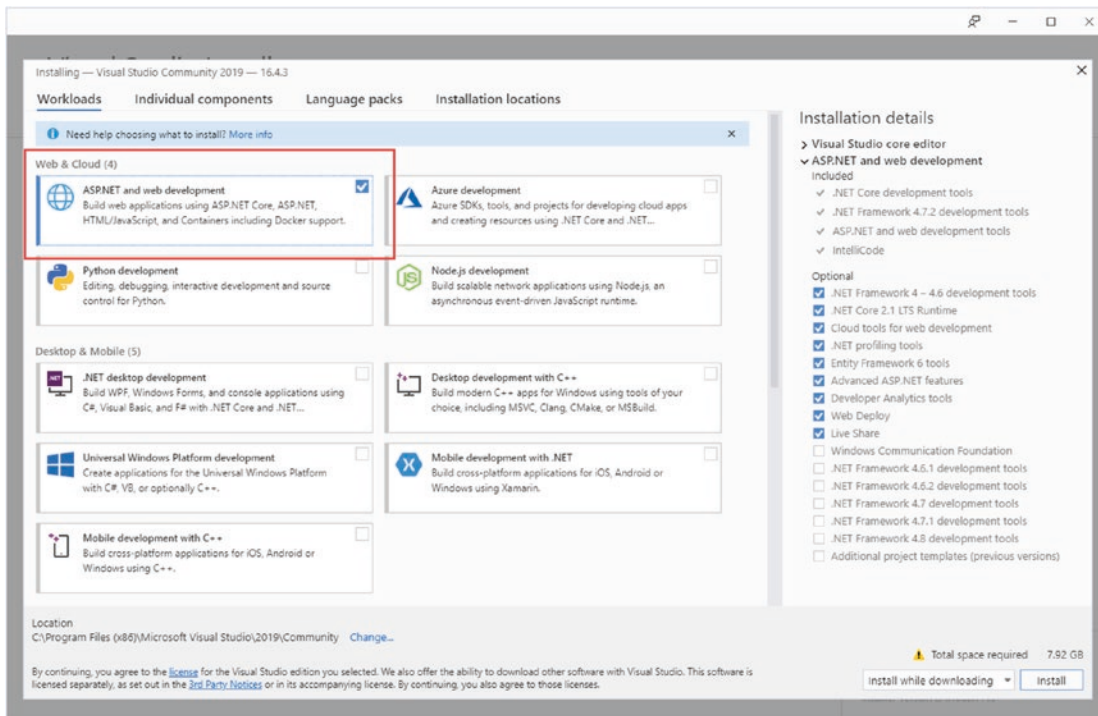 Installing — Visual Studio Community 2019 — 16.4.3
Workloads
Individual components
Language packs
Installation locations
Need help choosing what to install? More info
Web & Cloud (4)
ASP.NET and web development
Build web applications using ASP.NET Core, ASP.NET,
HTML/JavaScript, and Containers including Docker support.
Azure development
Azure SDKs, tools, and projects for developing cloud apps
and creating resources using .NET Core and .NET...
Python development
Editing, debugging, interactive development and source
control for Python.
Node.js development
Build scalable network applications using Node.js, an
asynchronous event-driven JavaScript runtime.
Desktop & Mobile (5)
.NET desktop development
Build WPF, Windows Forms, and console applications using
C#, Visual Basic, and F# with .NET Core and .NET...
Desktop development with C++
Build modern C++ apps for Windows using tools of your
choice, including MSVC, Clang, CMake, or MSBuild.
Universal Windows Platform development
Create applications for the Universal Windows Platform
with C#, VB, or optionally C++.
Mobile development with .NET
Build cross-platform applications for iOS, Android or
Windows using Xamarin.
Mobile development with C++
Build cross-platform applications for iOS, Android or
Windows using C++.
Installation details
Visual Studio core editor
ASP.NET and web development
Included
.NET Core development tools
.NET Framework 4.7.2 development tools
ASP.NET and web development tools
IntelliCode
Optional
.NET Framework 4 – 4.6 development tools
.NET Core 2.1 LTS Runtime
Cloud tools for web development
.NET profiling tools
Entity Framework 6 tools
Advanced ASP.NET features
Developer Analytics tools
Web Deploy
Live Share
Windows Communication Foundation
.NET Framework 4.6.1 development tools
.NET Framework 4.6.2 development tools
.NET Framework 4.7 development tools
.NET Framework 4.7.1 development tools
.NET Framework 4.8 development tools
Additional project templates (previous versions)
Location
C:\Program Files (x86)\Microsoft Visual Studio\2019\Community Change...
Total space required 7.92 GB
By continuing, you agree to the license for the Visual Studio edition you selected. We also offer the ability to download other software with Visual Studio. This software is
licensed separately, as set out in the 3rd Party Notices or in its accompanying license. By continuing, you also agree to those licenses.
Install while downloading
Install